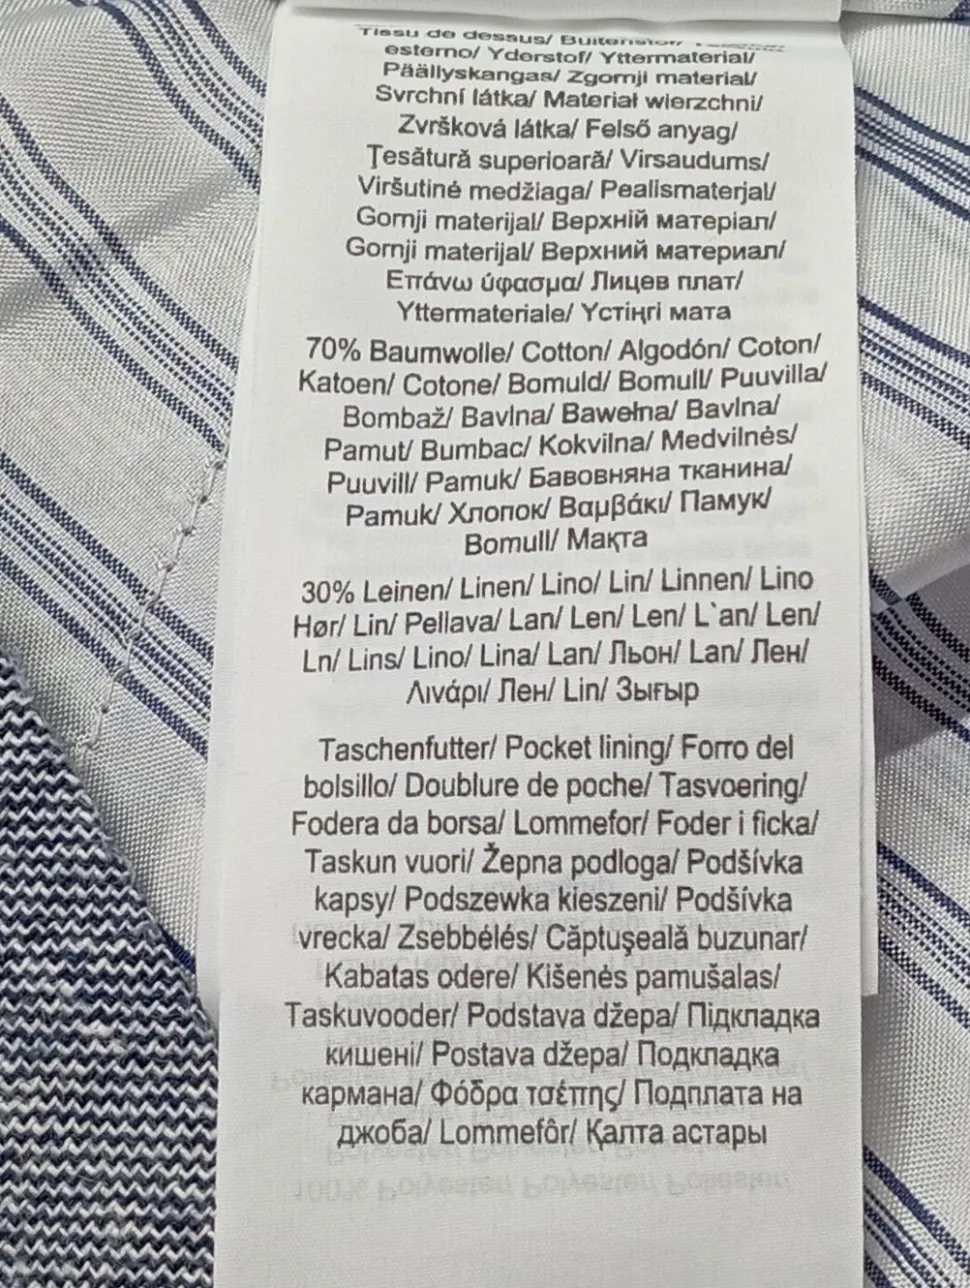 Tissu de dessus/ Buitenstof/
esterno/ Yderstof/ Yttermaterial/
Päällyskangas/ Zgornji material/
Svrchní látka/ Materiał wierzchni/
Zvršková látka/ Felső anyag/
Țesătură superioară/ Virsaudums/
Viršutinė medžiaga/ Pealismaterjal/
Gornji materijal/ Верхній матеріал/
Gornji materijal/ Верхний материал/
Επάνω ύφασμα/ Лицев плат/
Yttermateriale/ Үстіңгі мата
70% Baumwolle/ Cotton/ Algodón/ Coton/
Katoen/ Cotone/ Bomuld/ Bomull/ Puuvilla/
Bombaž/ Bavlna/ Bawełna/ Bavlna/
Pamut/ Bumbac/ Kokvilna/ Medvilnės/
Puuvill/ Pamuk/ Бавовняна тканина/
Pamuk/ Хлопок/ Βαμβάκι/ Памук/
Bomull/ Мақта
30% Leinen/ Linen/ Lino/ Lin/ Linnen/ Lino
Hør/ Lin/ Pellava/ Lan/ Len/ Len/ L`an/ Len/
Ln/ Lins/ Lino/ Lina/ Lan/ Льон/ Lan/ Лен/
Λινάρι/ Лен/ Lin/ Зығыр
Taschenfutter/ Pocket lining/ Forro del
bolsillo/ Doublure de poche/ Tasvoering/
Fodera da borsa/ Lommefor/ Foder i ficka/
Taskun vuori/ Žepna podloga/ Podšívka
kapsy/ Podszewka kieszeni/ Podšívka
vrecka/ Zsebbélés/ Căptuşeală buzunar/
Kabatas odere/ Kišenės pamušalas/
Taskuvooder/ Podstava džepa/ Підкладка
кишені/ Postava džepa/ Подкладка
кармана/ Φόδρα τσέπης/ Подплата на
джоба/ Lommefôr/ Қалта астары